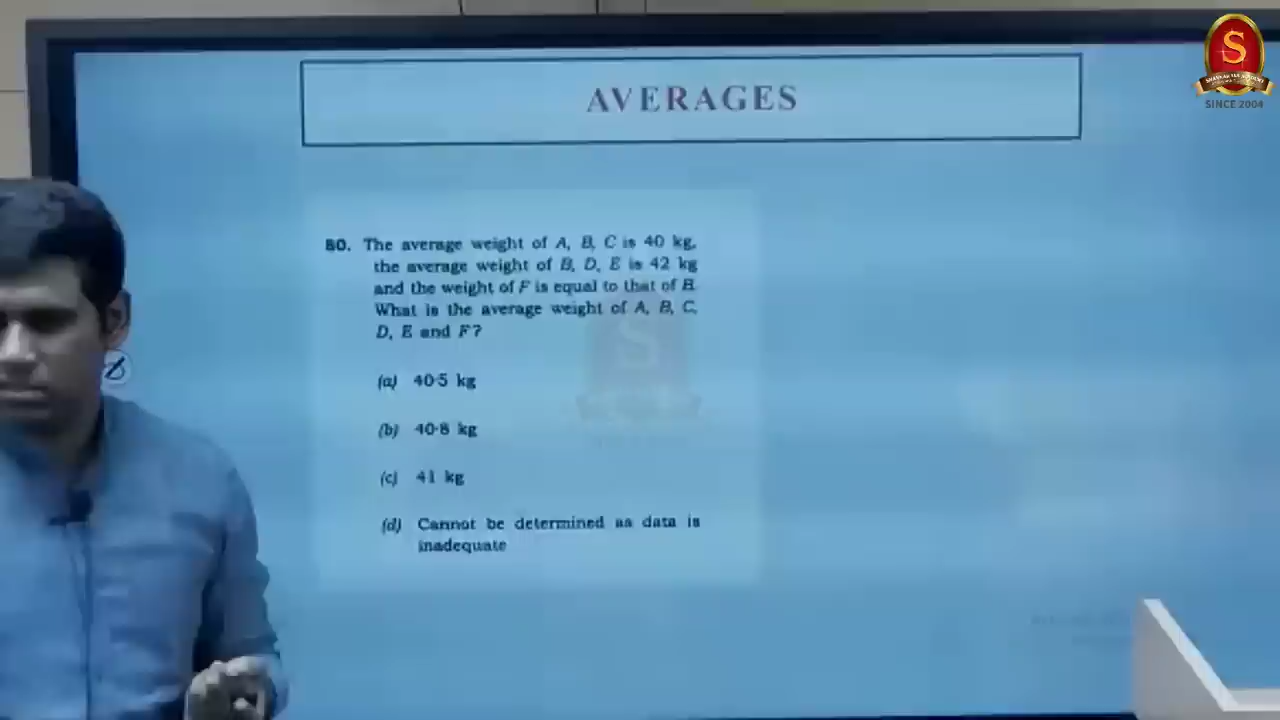 S
SINCE 2004
AVERAGES
80. The average weight of A, B, C is 40 kg,
the average weight of B, D, E is 42 kg
and the weight of F is equal to that of B.
What is the average weight of A, B, C,
D, E and F?
(a) 40·5 kg
(b) 40·8 kg
(c) 41 kg
(d) Cannot be determined as data is
inadequate